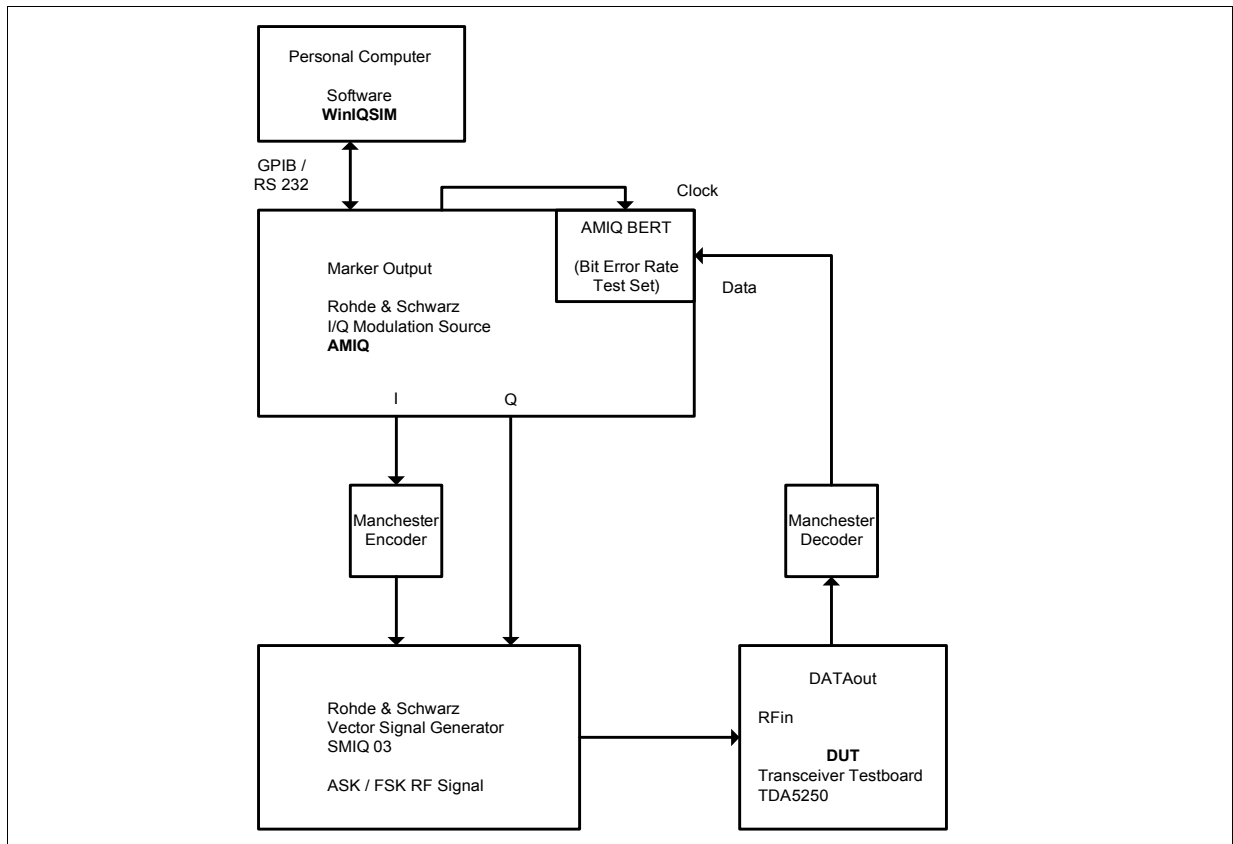 Personal Computer
Software
WinIQSIM
GPIB /
RS 232
Clock
AMIQ BERT
(Bit Error Rate
Test Set)
Data
Marker Output
Rohde & Schwarz
I/Q Modulation Source
AMIQ
I
Q
Manchester
Encoder
Manchester
Decoder
Rohde & Schwarz
Vector Signal Generator
SMIQ 03
ASK / FSK RF Signal
DATAout
RFin
DUT
Transceiver Testboard
TDA5250